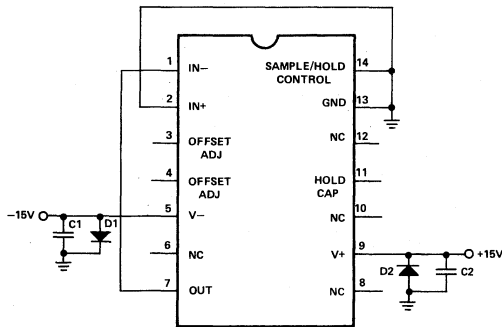 1 IN− SAMPLE/HOLD CONTROL 14
2 IN+ GND 13
3 OFFSET ADJ NC 12
4 OFFSET ADJ HOLD CAP 11
−15V C1 D1 5 V− NC 10
6 NC V+ 9 +15V
7 OUT NC 8 D2 C2